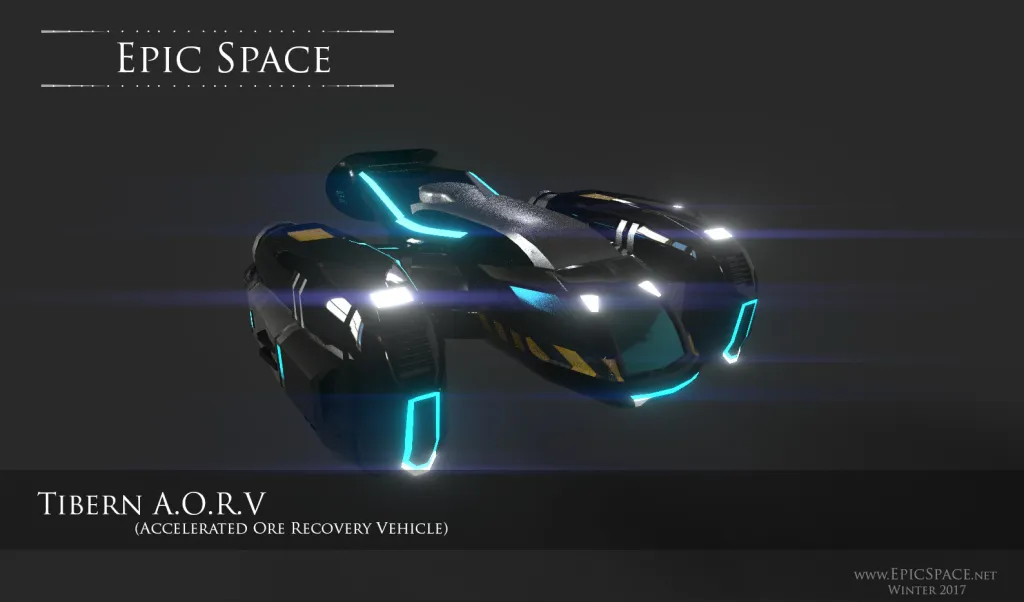 Epic Space
Tibern A.O.R.V
(Accelerated Ore Recovery Vehicle)
www.EpicSpace.net
Winter 2017